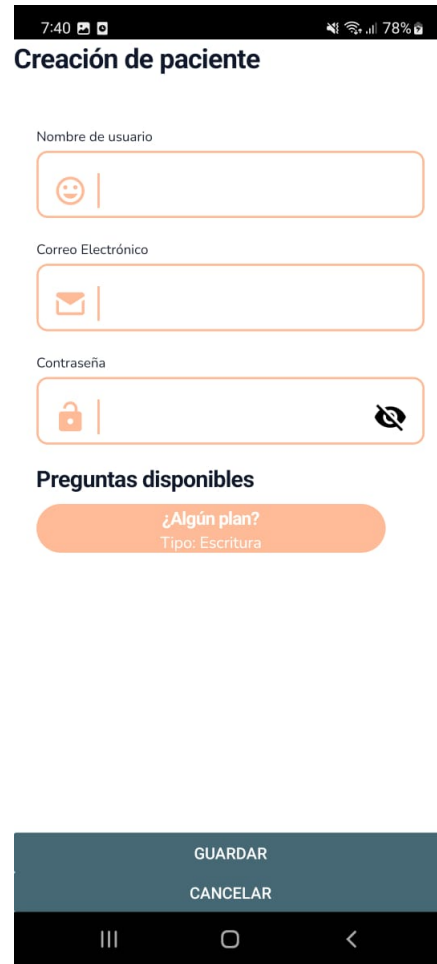 7:40 78%
Creación de paciente
Nombre de usuario
Correo Electrónico
Contraseña
Preguntas disponibles
¿Algún plan?
Tipo: Escritura
GUARDAR
CANCELAR